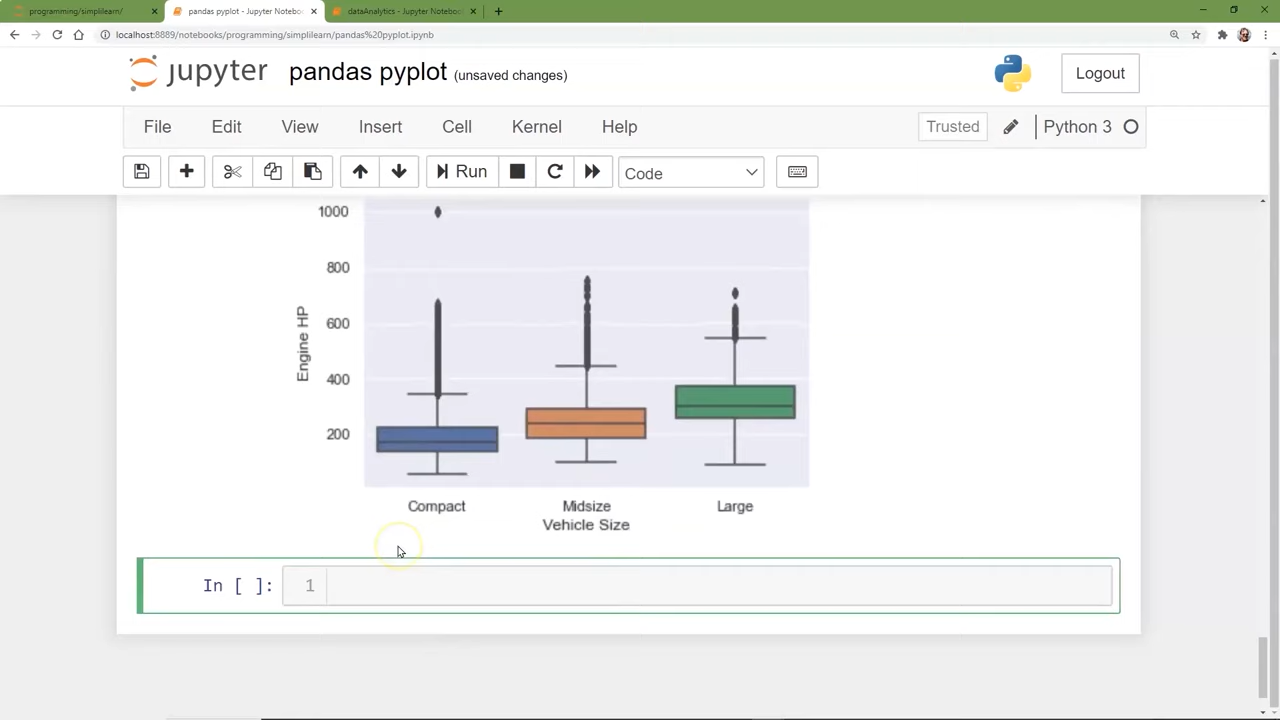 programming/simplilearn/
pandas pyplot - Jupyter Noteboo
dataAnalytics - Jupyter Noteboo
localhost:8889/notebooks/programming/simplilearn/pandas%20pyplot.ipynb
jupyter pandas pyplot (unsaved changes)
Logout
File Edit View Insert Cell Kernel Help
Trusted
Python 3
Run
Code
1000
800
600
400
200
Engine HP
Compact Midsize Large
Vehicle Size
In [ ]: 1